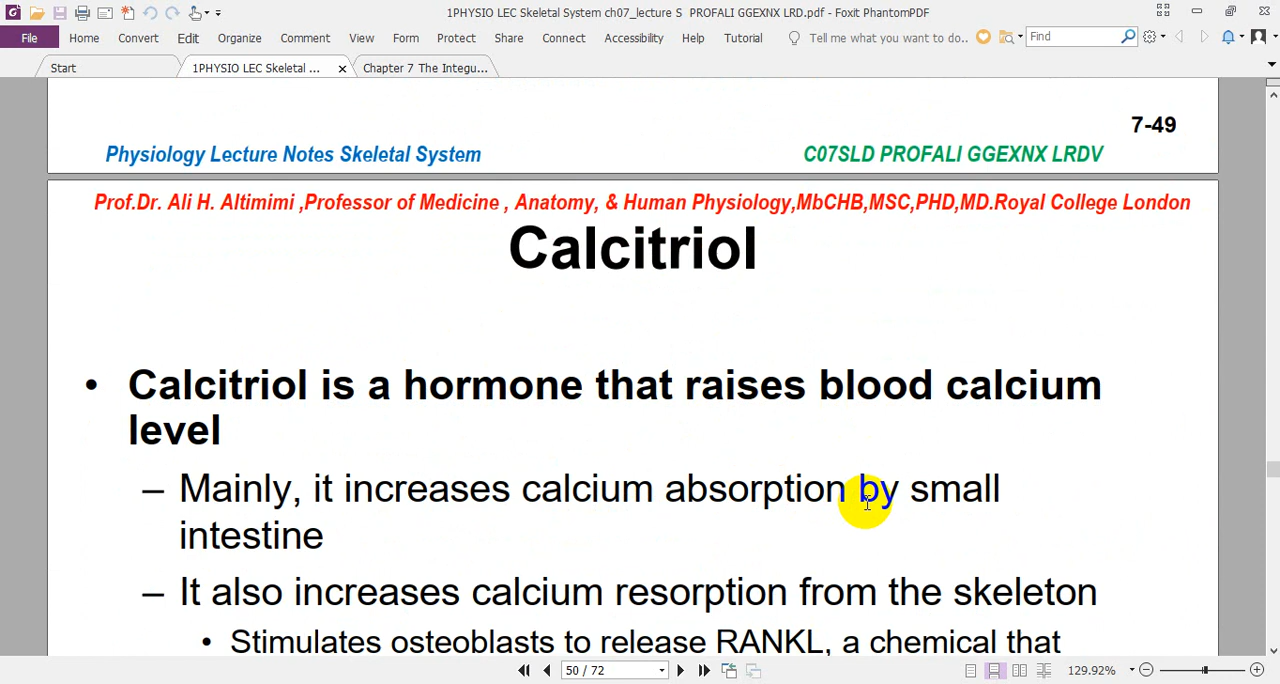 1PHYSIO LEC Skeletal System ch07_lecture S PROFALI GGEXNX LRD.pdf - Foxit PhantomPDF
File Home Convert Edit Organize Comment View Form Protect Share Connect Accessibility Help Tutorial Tell me what you want to do.. Find
Start 1PHYSIO LEC Skeletal ... Chapter 7 The Integu...
7-49
Physiology Lecture Notes Skeletal System C07SLD PROFALI GGEXNX LRDV
Prof.Dr. Ali H. Altimimi ,Professor of Medicine , Anatomy, & Human Physiology,MbCHB,MSC,PHD,MD.Royal College London
Calcitriol
• Calcitriol is a hormone that raises blood calcium
level
– Mainly, it increases calcium absorption by small
intestine
– It also increases calcium resorption from the skeleton
• Stimulates osteoblasts to release RANKL, a chemical that
50 / 72 129.92%